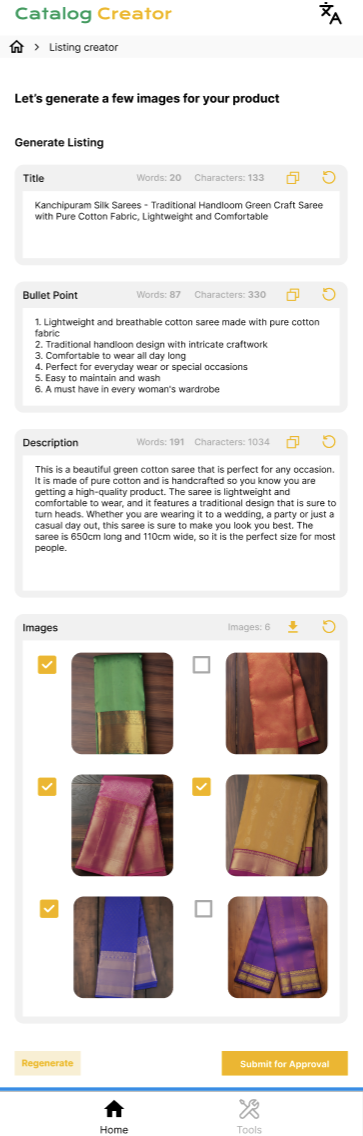 Catalog Creator
Listing creator
Let's generate a few images for your product
Generate Listing
Title Words: 20 Characters: 133
Kanchipuram Silk Sarees - Traditional Handloom Green Craft Saree
with Pure Cotton Fabric, Lightweight and Comfortable
Bullet Point Words: 87 Characters: 330
1. Lightweight and breathable cotton saree made with pure cotton
fabric
2. Traditional handloon design with intricate craftwork
3. Comfortable to wear all day long
4. Perfect for everyday wear or special occasions
5. Easy to maintain and wash
6. A must have in every woman's wardrobe
Description Words: 191 Characters: 1034
This is a beautiful green cotton saree that is perfect for any occasion.
It is made of pure cotton and is handcrafted so you know you are
getting a high-quality product. The saree is lightweight and
comfortable to wear, and it features a traditional design that is sure to
turn heads. Whether you are wearing it to a wedding, a party or just a
casual day out, this saree is sure to make you look you best. The
saree is 650cm long and 110cm wide, so it is the perfect size for most
people.
Images Images: 6
Regenerate Submit for Approval
Home Tools